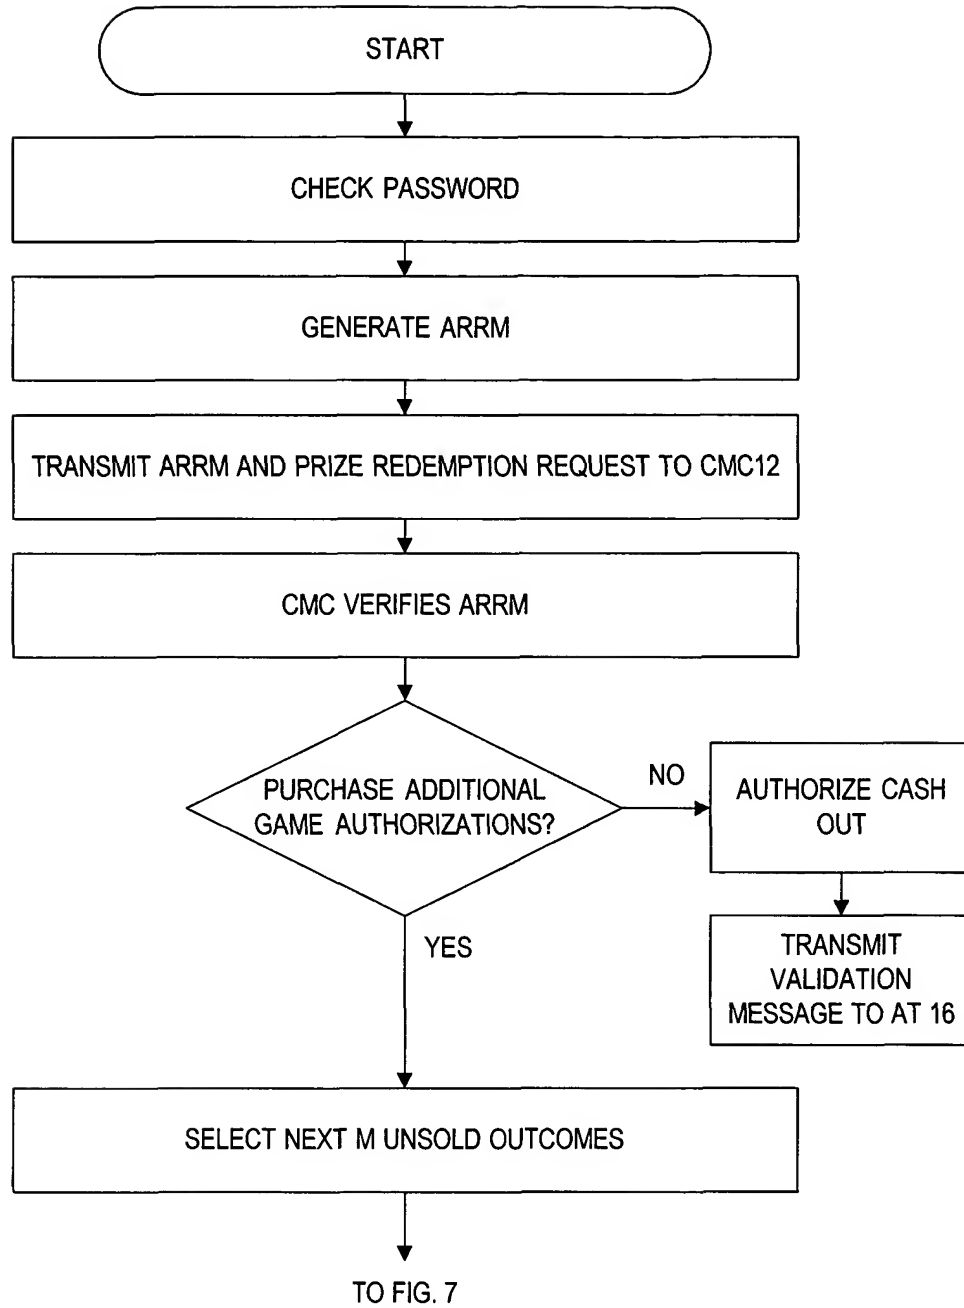 START
CHECK PASSWORD
GENERATE ARRM
TRANSMIT ARRM AND PRIZE REDEMPTION REQUEST TO CMC12
CMC VERIFIES ARRM
PURCHASE ADDITIONAL
GAME AUTHORIZATIONS?
NO
AUTHORIZE CASH
OUT
TRANSMIT
VALIDATION
MESSAGE TO AT 16
YES
SELECT NEXT M UNSOLD OUTCOMES
TO FIG. 7